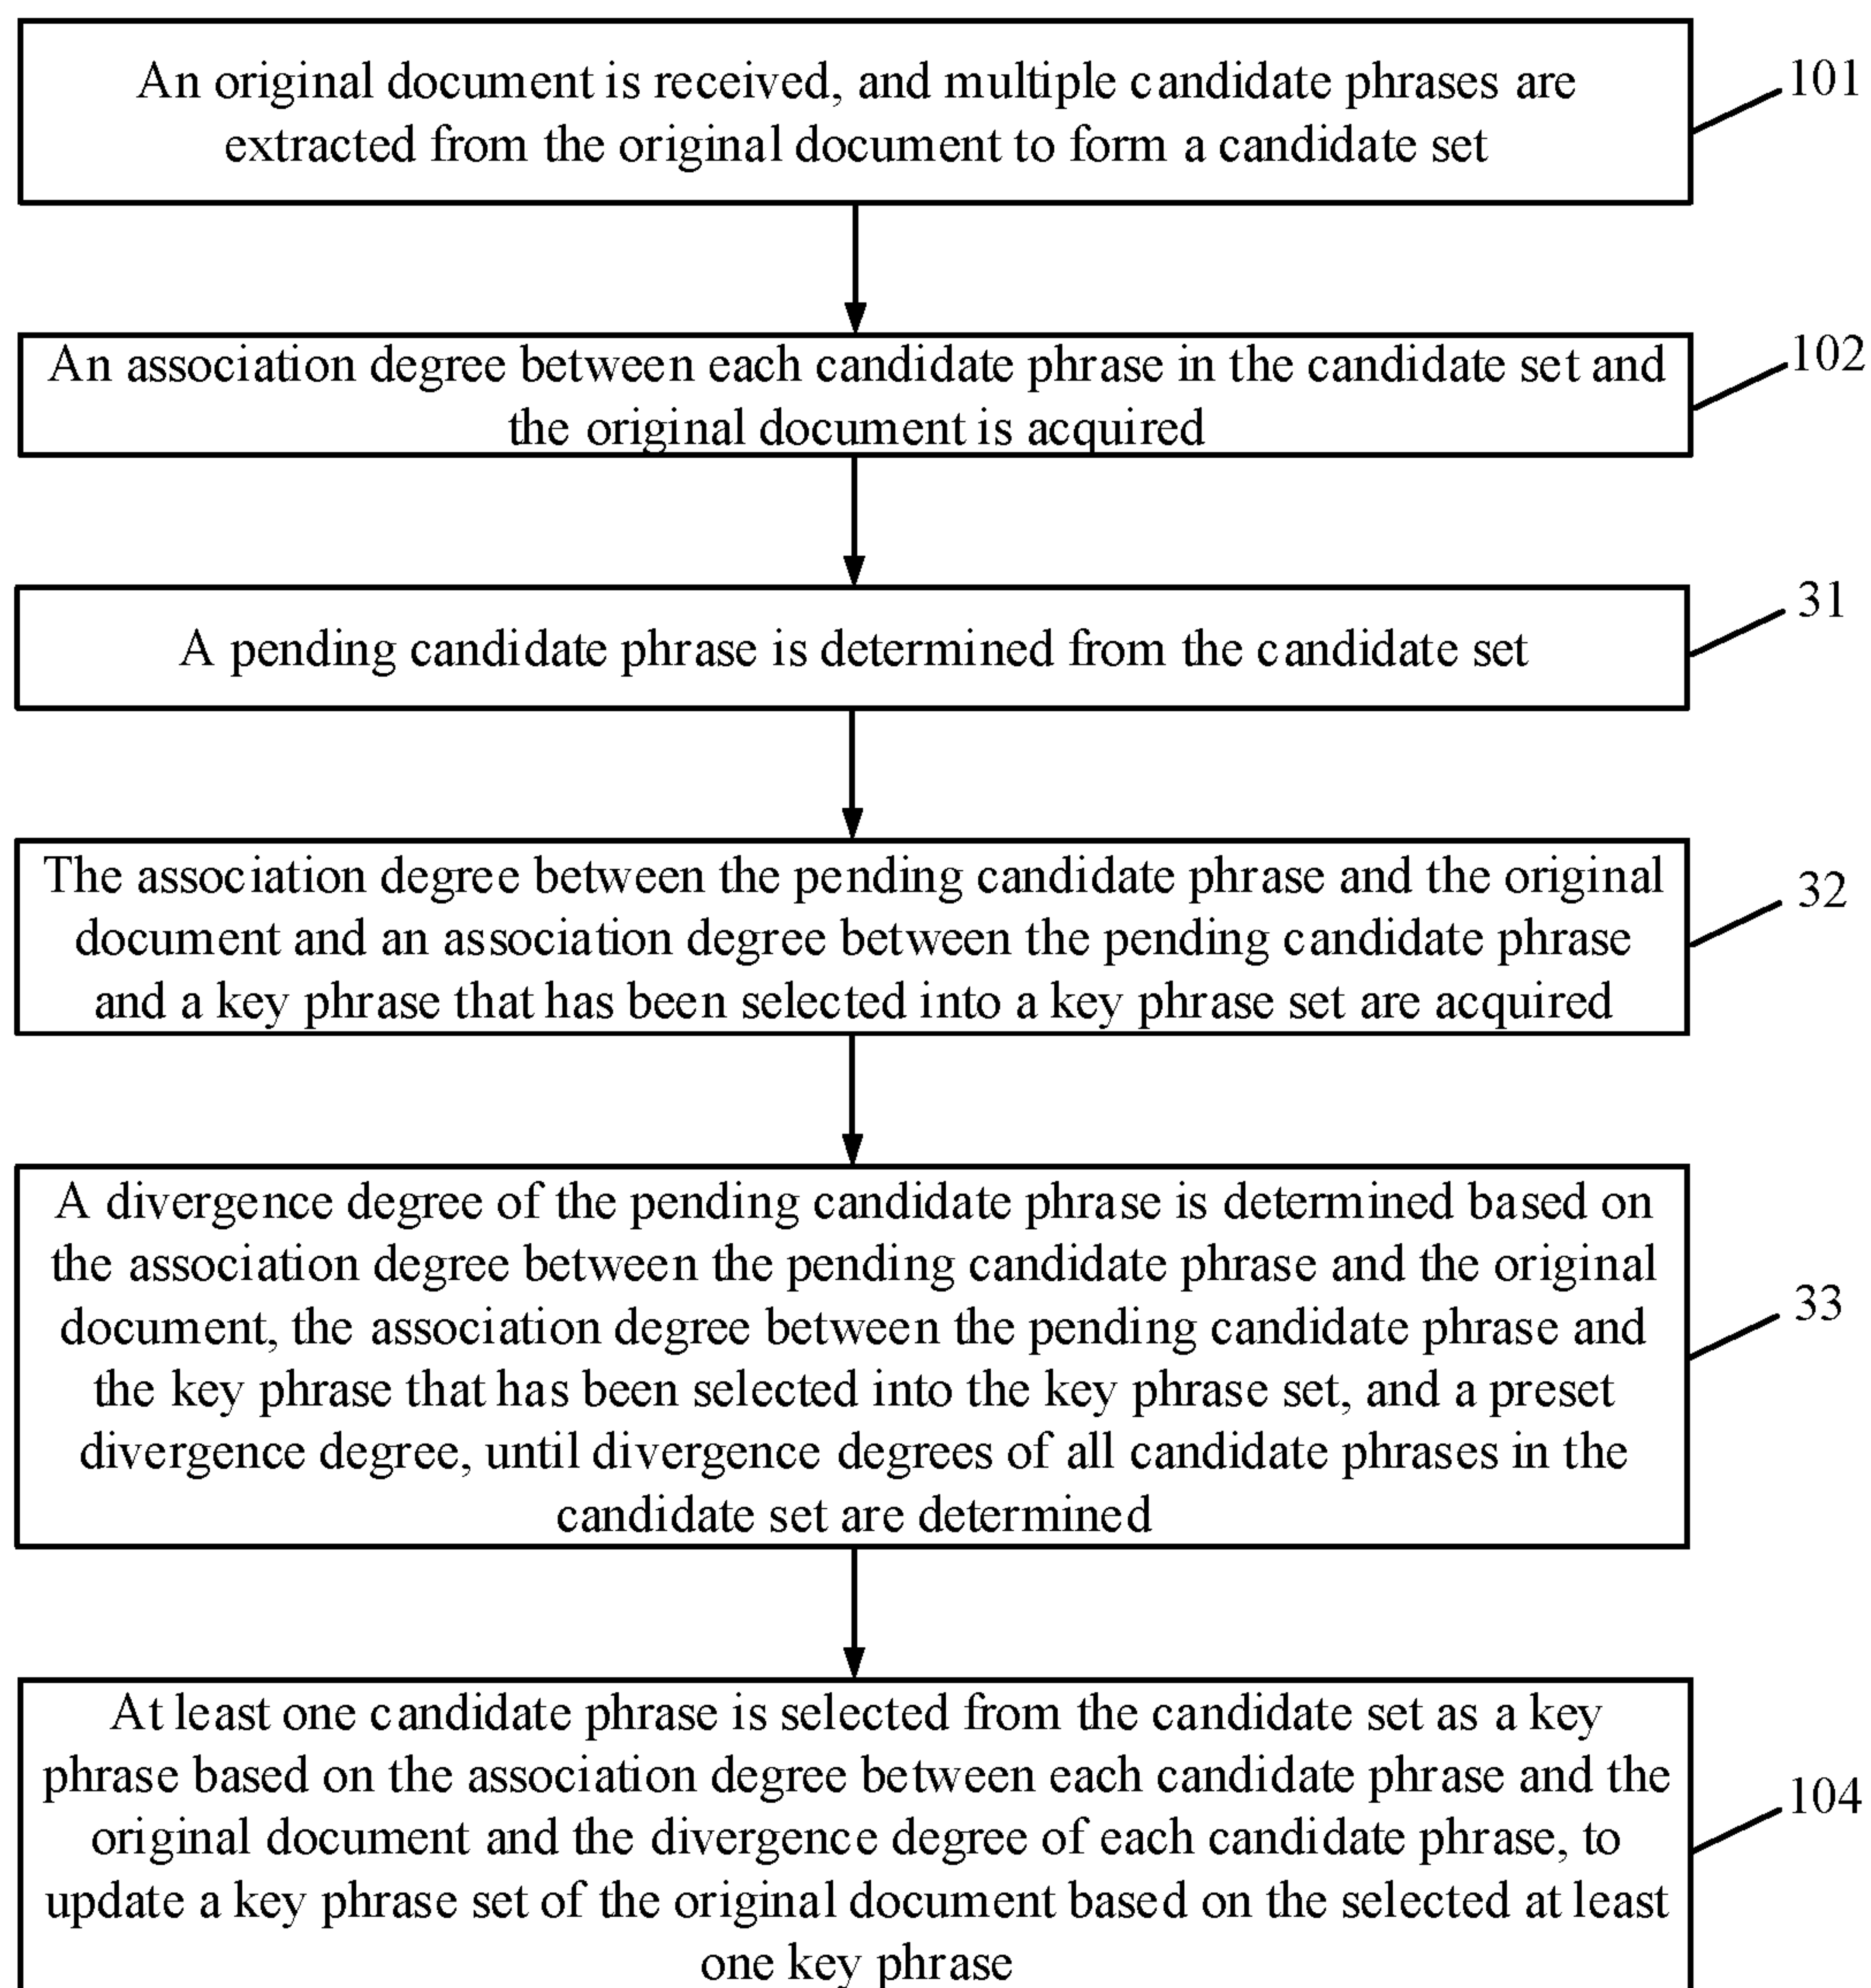 An original document is received, and multiple candidate phrases are
extracted from the original document to form a candidate set
101
An association degree between each candidate phrase in the candidate set and
the original document is acquired
102
A pending candidate phrase is determined from the candidate set
31
The association degree between the pending candidate phrase and the original
document and an association degree between the pending candidate phrase
and a key phrase that has been selected into a key phrase set are acquired
32
A divergence degree of the pending candidate phrase is determined based on
the association degree between the pending candidate phrase and the original
document, the association degree between the pending candidate phrase and
the key phrase that has been selected into the key phrase set, and a preset
divergence degree, until divergence degrees of all candidate phrases in the
candidate set are determined
33
At least one candidate phrase is selected from the candidate set as a key
phrase based on the association degree between each candidate phrase and the
original document and the divergence degree of each candidate phrase, to
update a key phrase set of the original document based on the selected at least
one key phrase
104